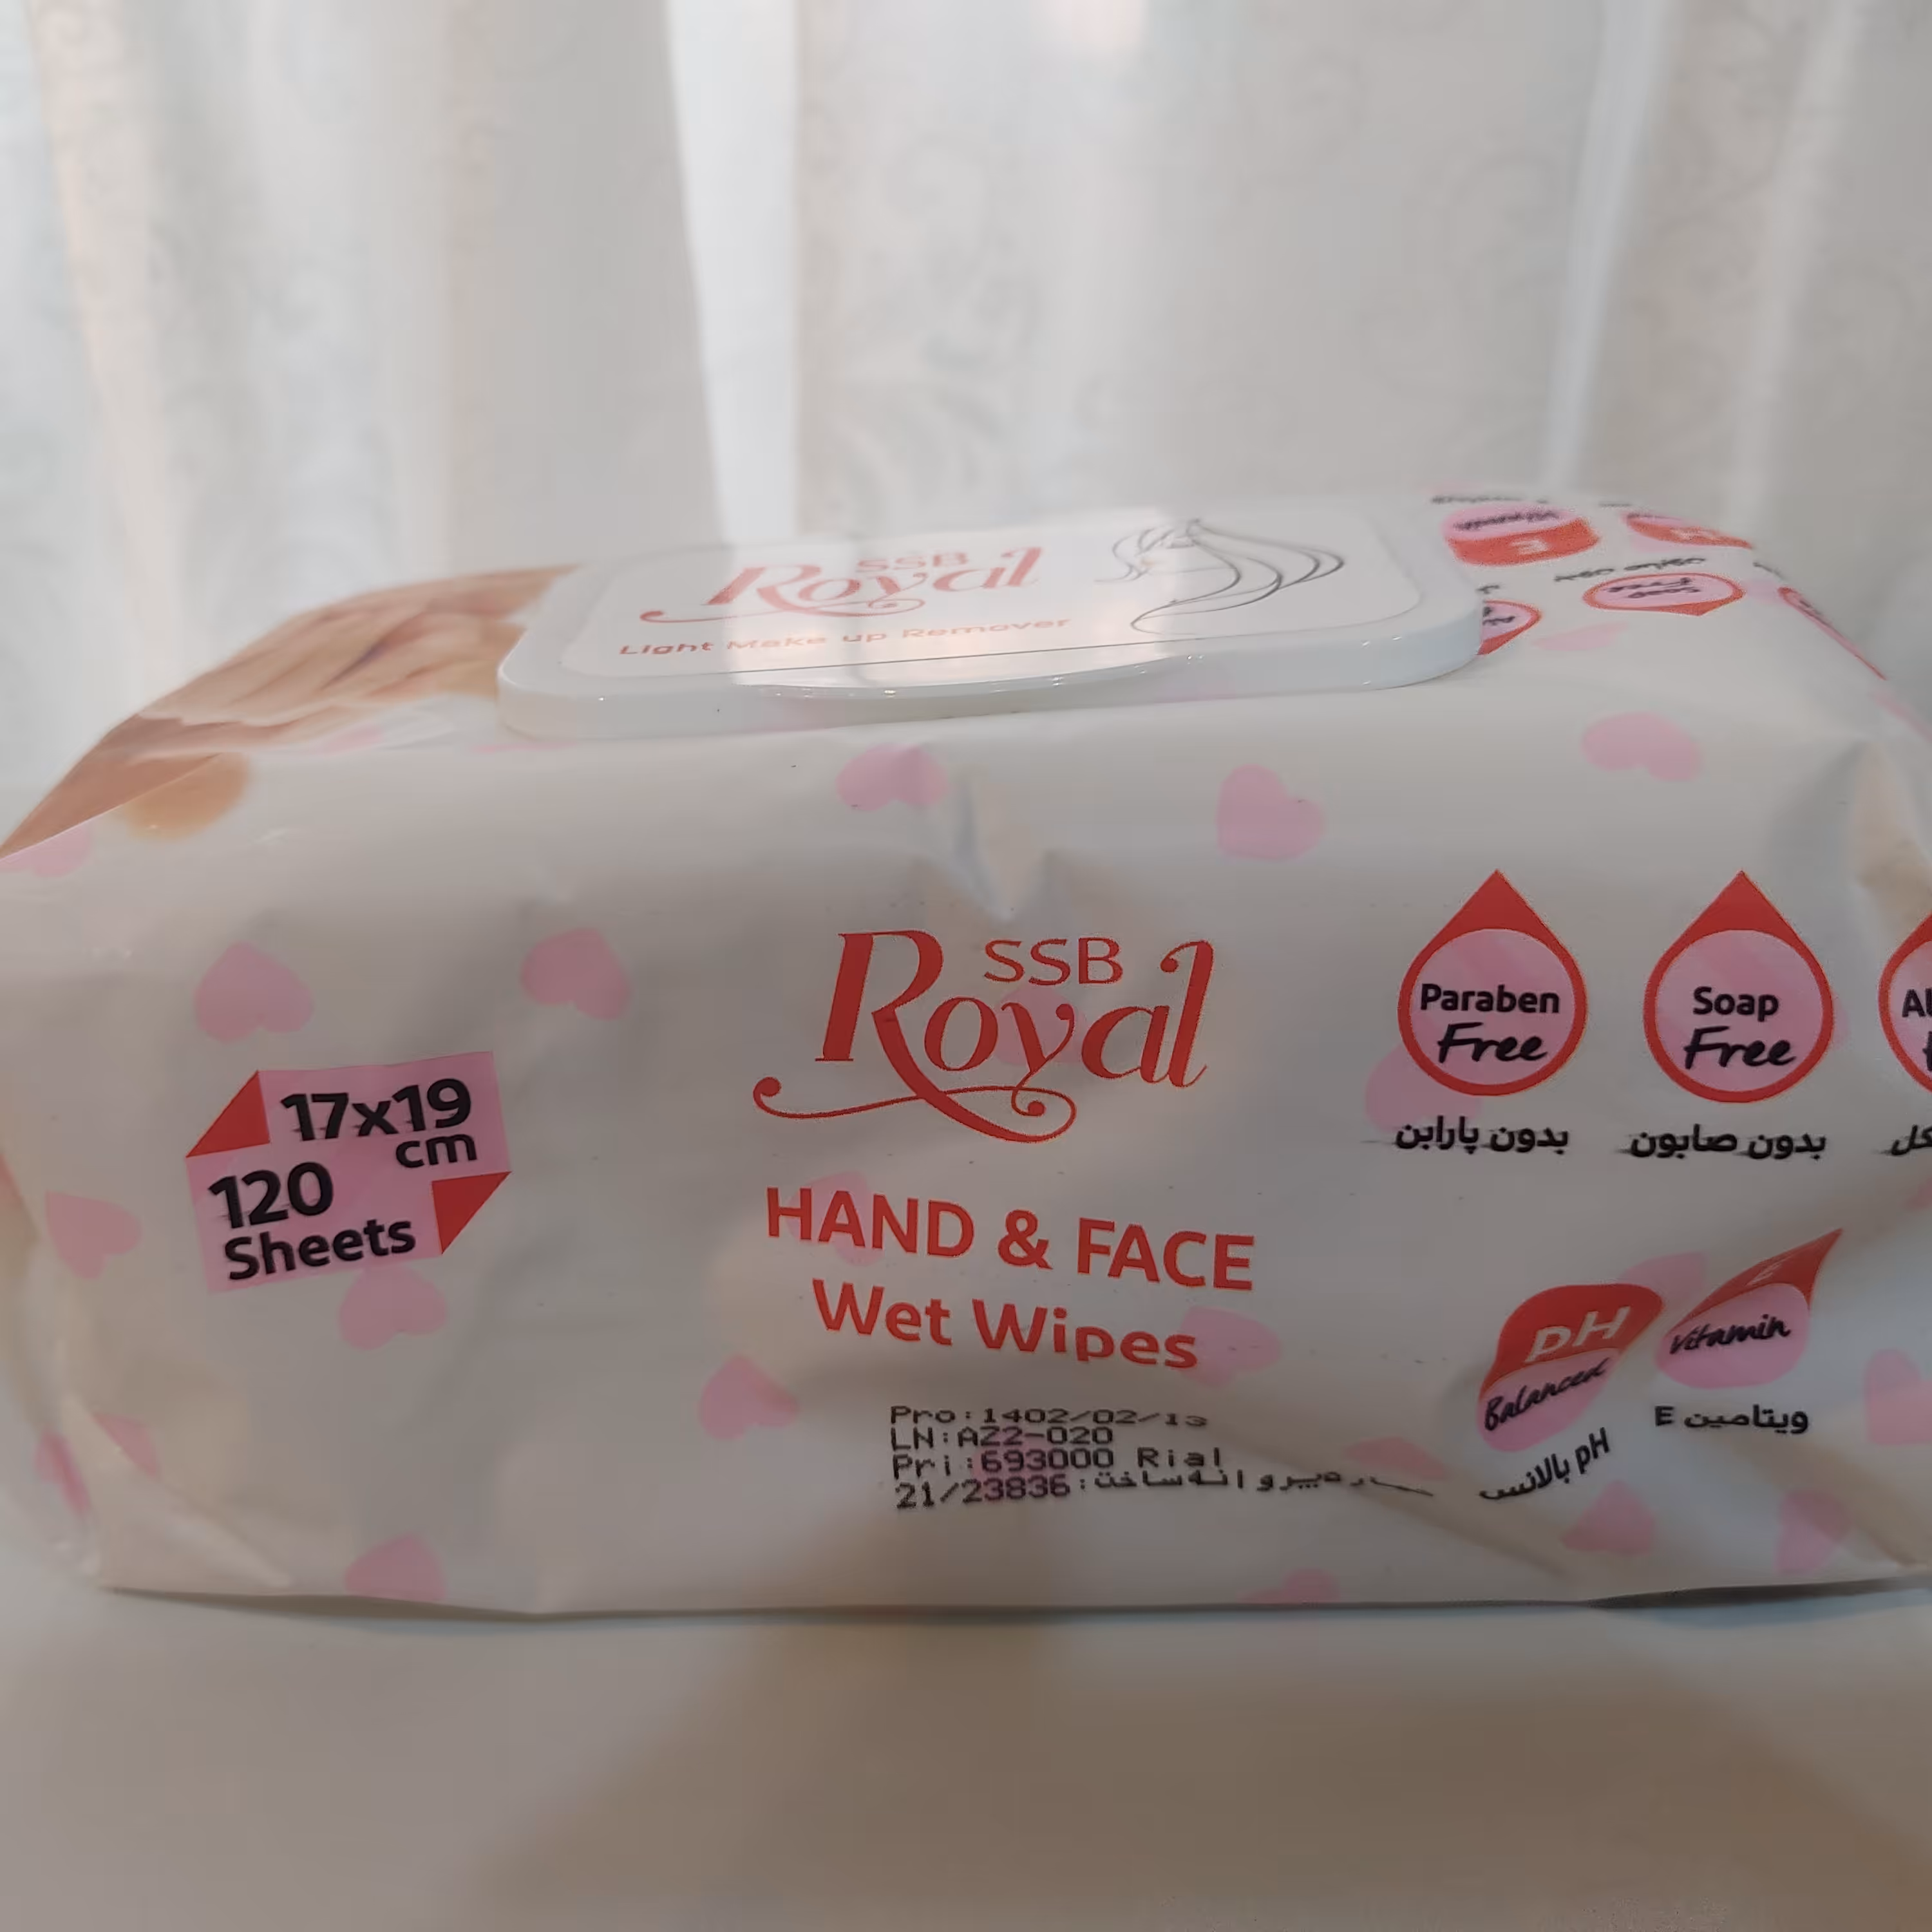 SSB
Royal
Light Make up Remover
SSB
Royal
HAND & FACE
Wet Wipes
17x19
cm
120
Sheets
Paraben
Free
بدون پارابن
Soap
Free
بدون صابون
pH
Balanced
pH بالانس
E
Vitamin
ویتامین E
Pro:1402/02/13
LN:A22-020
Pri:693000 Rial
21/23836:پروانه ساخت